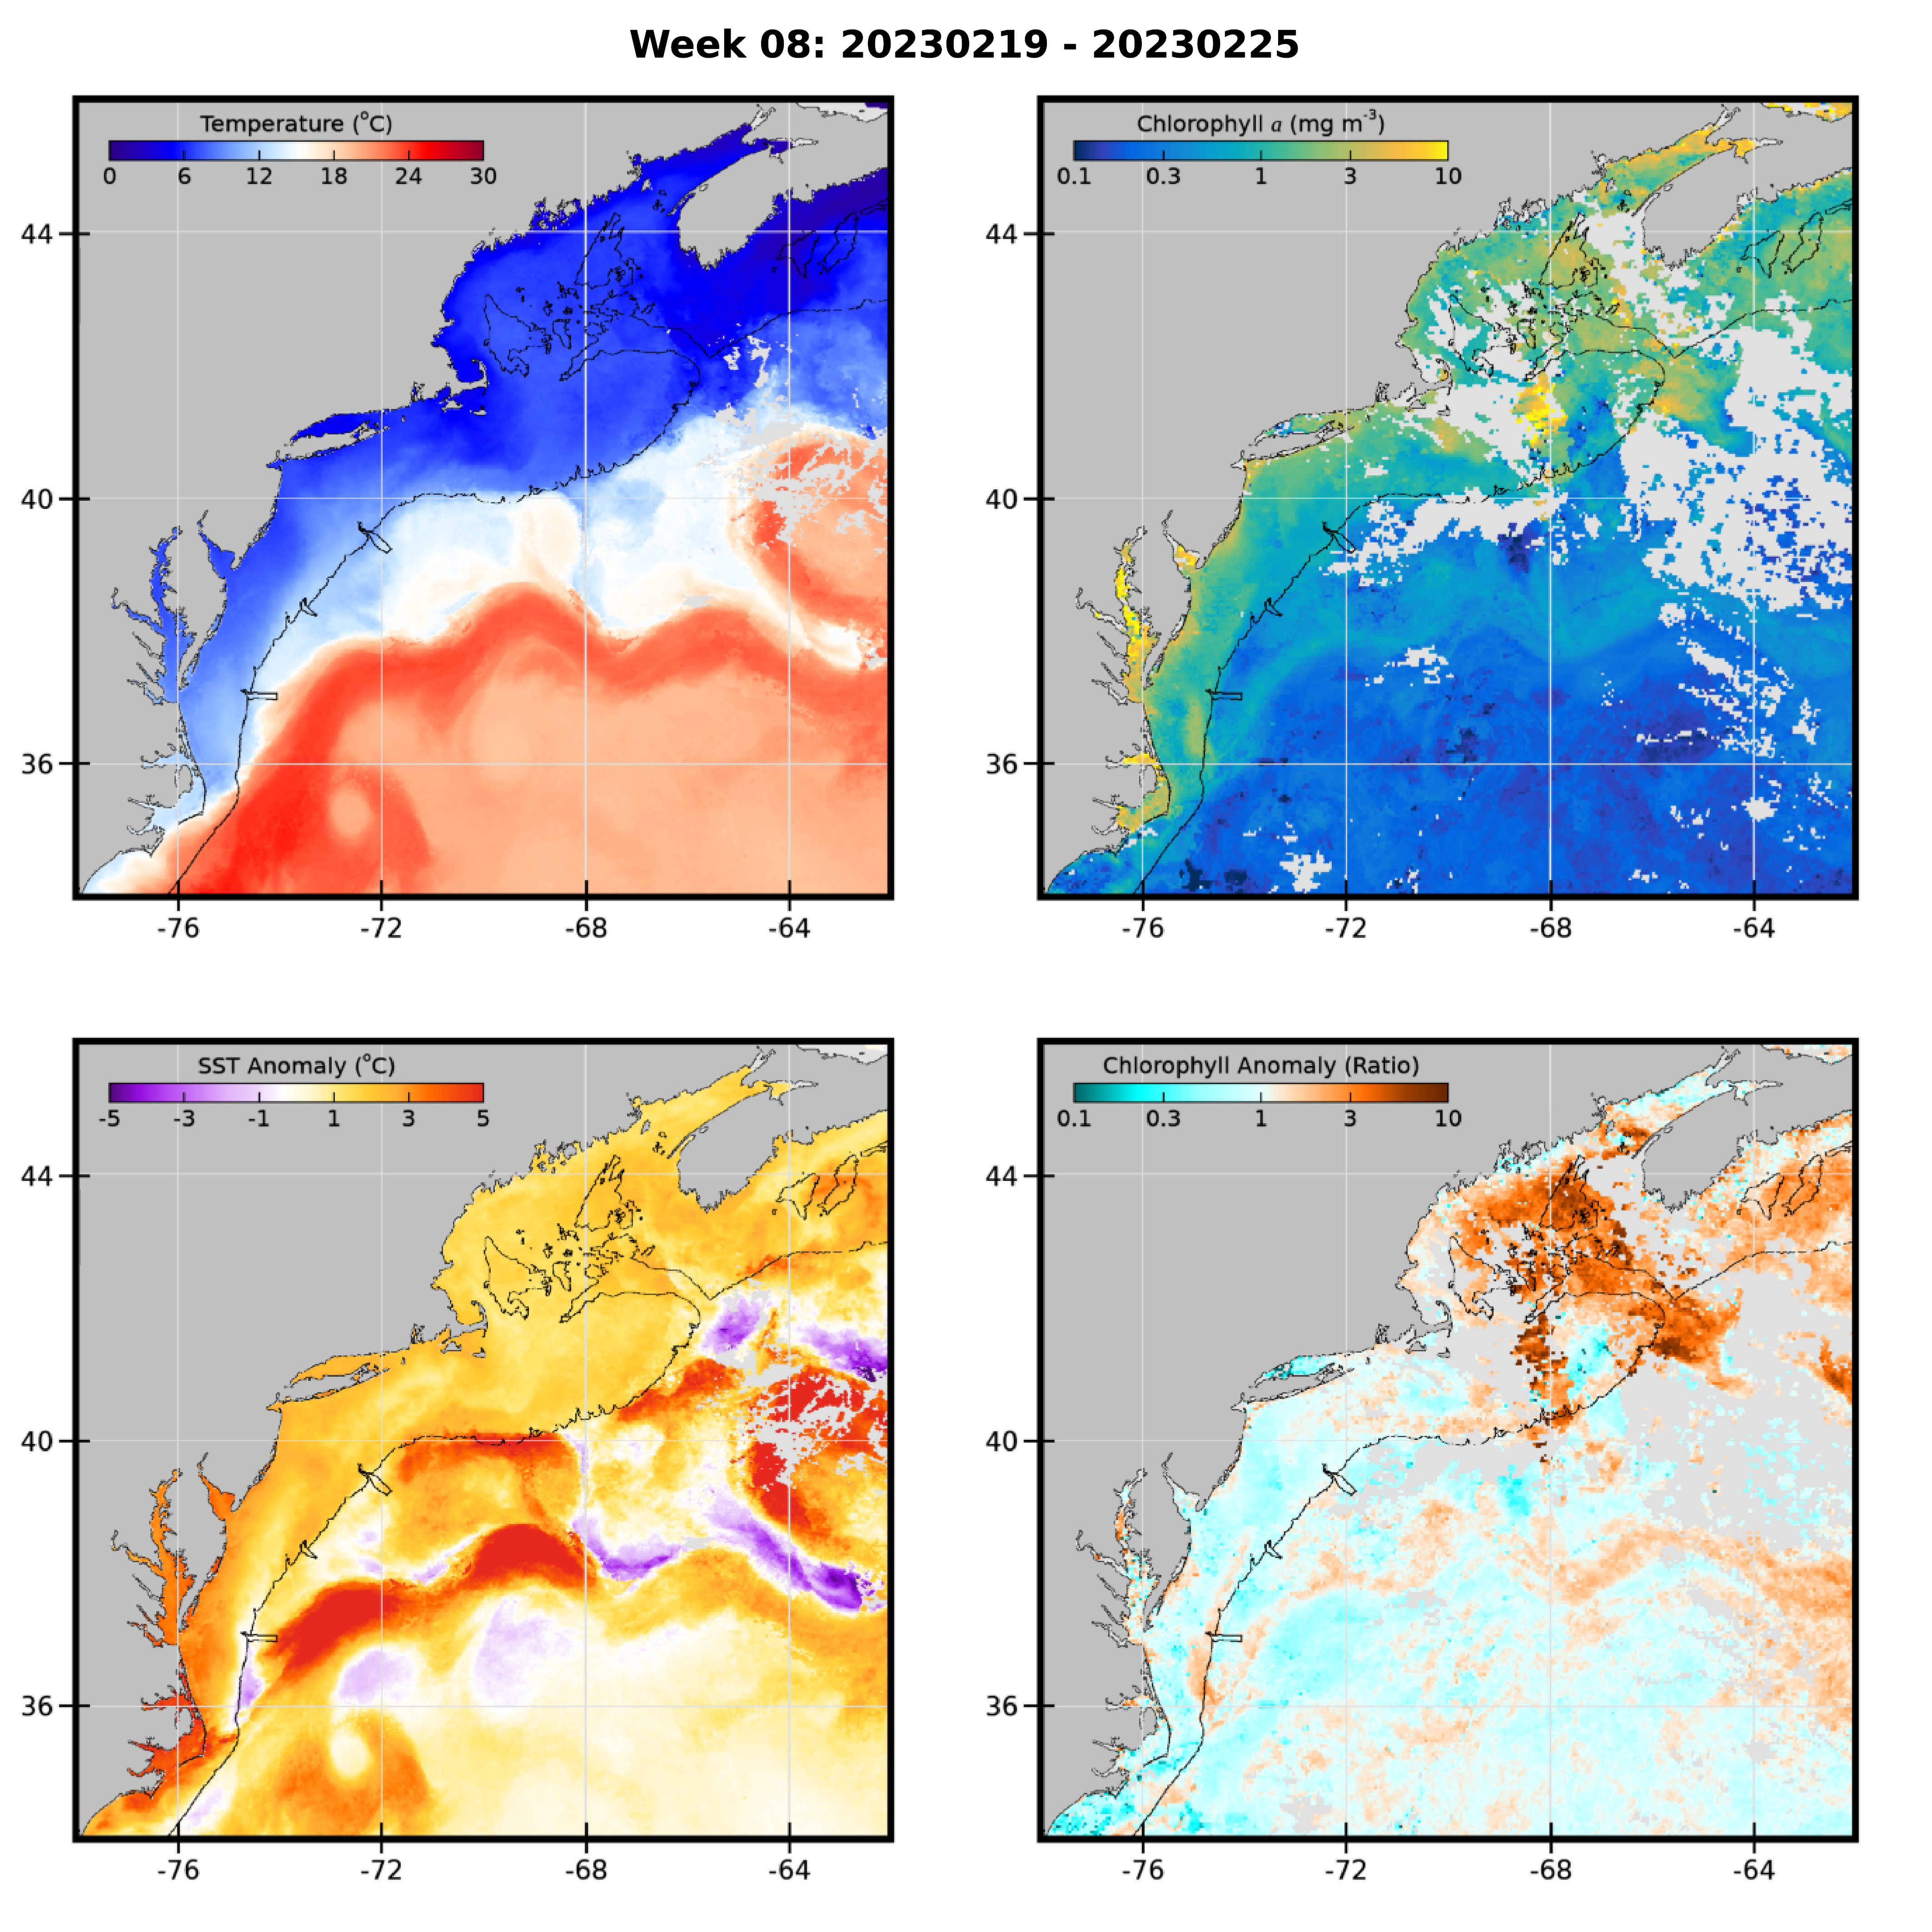 Week 08: 20230219 - 20230225
Temperature (°C)
0 6 12 18 24 30
44
40
36
-76 -72 -68 -64
Chlorophyll a (mg m⁻³)
0.1 0.3 1 3 10
44
40
36
-76 -72 -68 -64
SST Anomaly (°C)
-5 -3 -1 1 3 5
44
40
36
-76 -72 -68 -64
Chlorophyll Anomaly (Ratio)
0.1 0.3 1 3 10
44
40
36
-76 -72 -68 -64